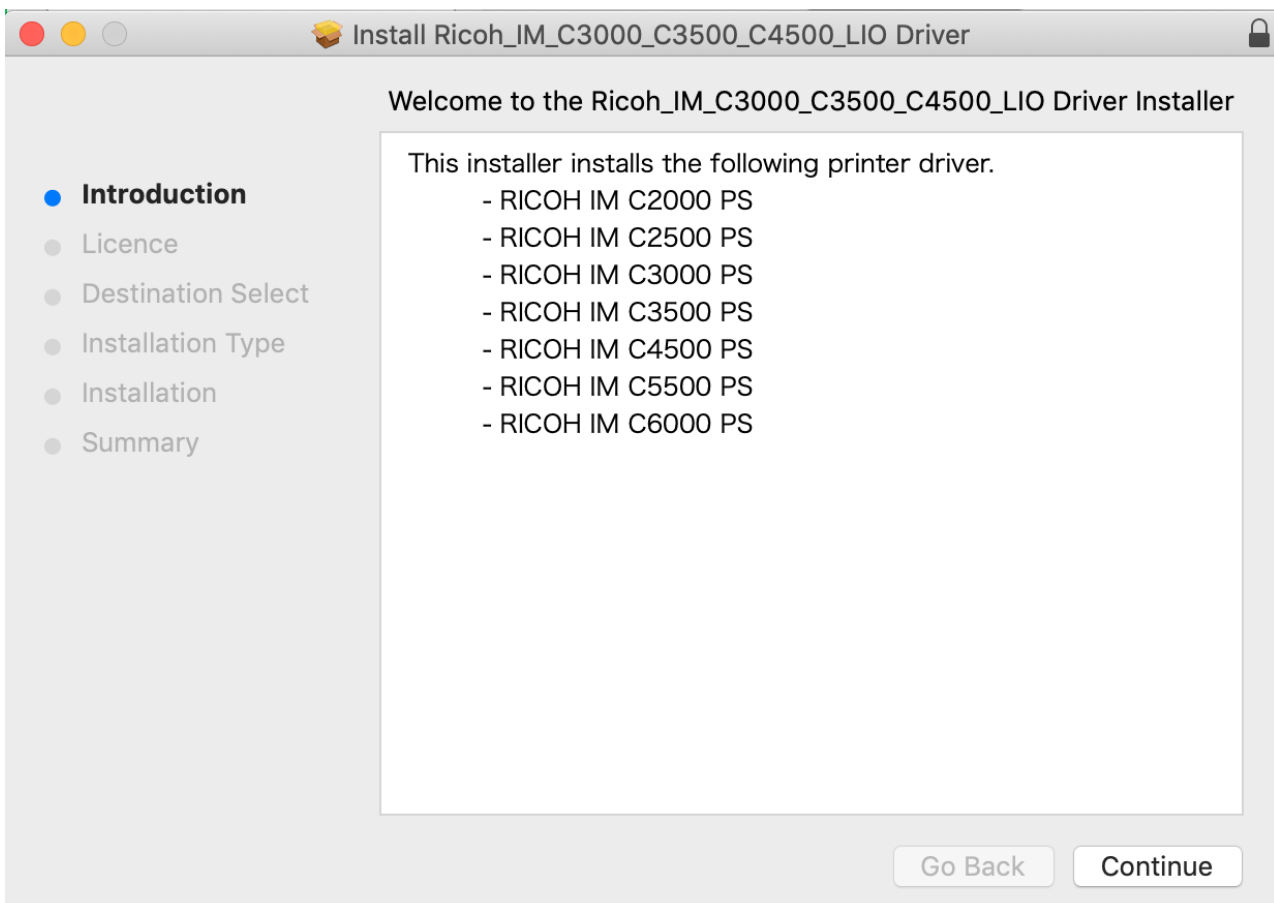 Install Ricoh_IM_C3000_C3500_C4500_LIO Driver
Welcome to the Ricoh_IM_C3000_C3500_C4500_LIO Driver Installer
Introduction
Licence
Destination Select
Installation Type
Installation
Summary
This installer installs the following printer driver.
- RICOH IM C2000 PS
- RICOH IM C2500 PS
- RICOH IM C3000 PS
- RICOH IM C3500 PS
- RICOH IM C4500 PS
- RICOH IM C5500 PS
- RICOH IM C6000 PS
Go Back
Continue